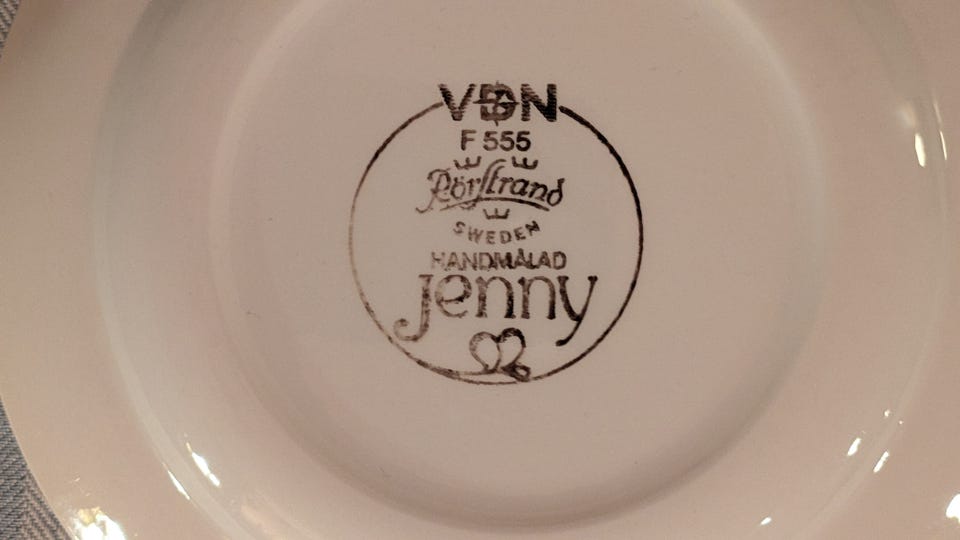 VDN
F 555
Rörstrand
SWEDEN
HANDMÅLAD
jenny